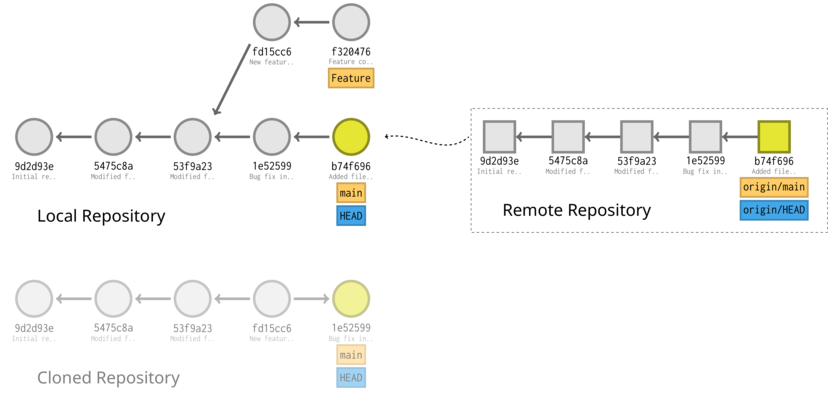 fd15cc6 f320476
New featur.. Feature co..
Feature
9d2d93e 5475c8a 53f9a23 1e52599 b74f696
Initial re.. Modified f.. Modified f.. Bug fix in.. Added file..
main
HEAD
Local Repository
9d2d93e 5475c8a 53f9a23 1e52599 b74f696
Initial re.. Modified f.. Modified f.. Bug fix in.. Added file..
origin/main
origin/HEAD
Remote Repository
9d2d93e 5475c8a 53f9a23 fd15cc6 1e52599
Initial re.. Modified f.. Modified f.. New featur.. Bug fix in..
main
HEAD
Cloned Repository